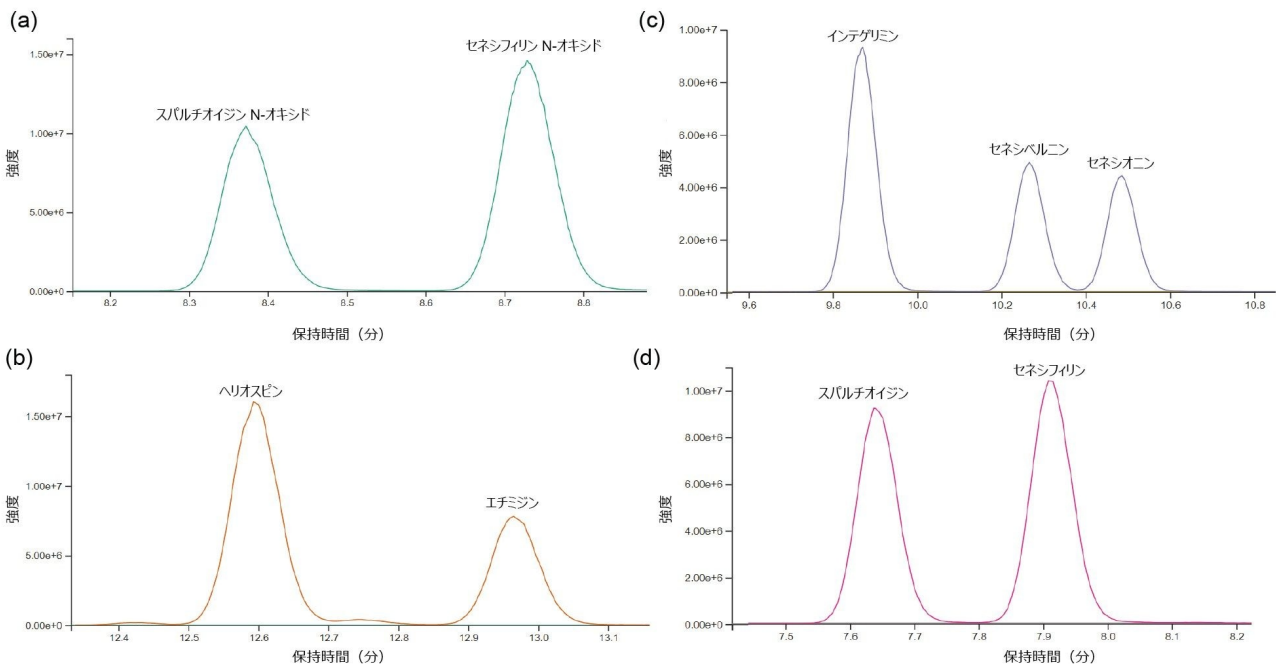 (a)
セネシフィリン N-オキシド
スパルチオイジン N-オキシド
1.50e+7
1.00e+7
5.00e+6
0.00e+0
強度
8.2 8.3 8.4 8.5 8.6 8.7 8.8
保持時間（分）
(c)
インテゲリミン
セネシベルニン
セネシオニン
1.00e+7
8.00e+6
6.00e+6
4.00e+6
2.00e+6
0.00e+0
強度
9.6 9.8 10.0 10.2 10.4 10.6 10.8
保持時間（分）
(b)
ヘリオスピン
エチミジン
1.50e+7
1.00e+7
5.00e+6
0.00e+0
強度
12.4 12.5 12.6 12.7 12.8 12.9 13.0 13.1
保持時間（分）
(d)
セネシフィリン
スパルチオイジン
1.00e+7
8.00e+6
6.00e+6
4.00e+6
2.00e+6
0.00e+0
強度
7.5 7.6 7.7 7.8 7.9 8.0 8.1 8.2
保持時間（分）